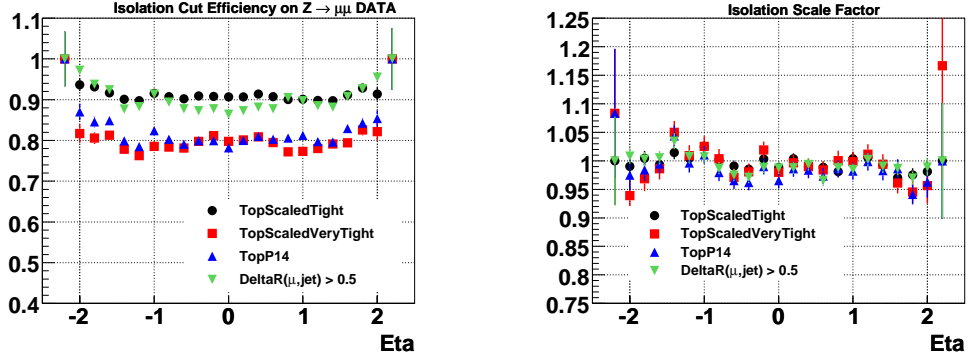 Isolation Cut Efficiency on Z → μμ DATA
1.1
1
0.9
0.8
0.7
0.6
0.5
0.4
TopScaledTight
TopScaledVeryTight
TopP14
DeltaR(μ,jet) > 0.5
-2 -1 0 1 2
Eta
Isolation Scale Factor
1.25
1.2
1.15
1.1
1.05
1
0.95
0.9
0.85
0.8
0.75
TopScaledTight
TopScaledVeryTight
TopP14
DeltaR(μ,jet) > 0.5
-2 -1 0 1 2
Eta